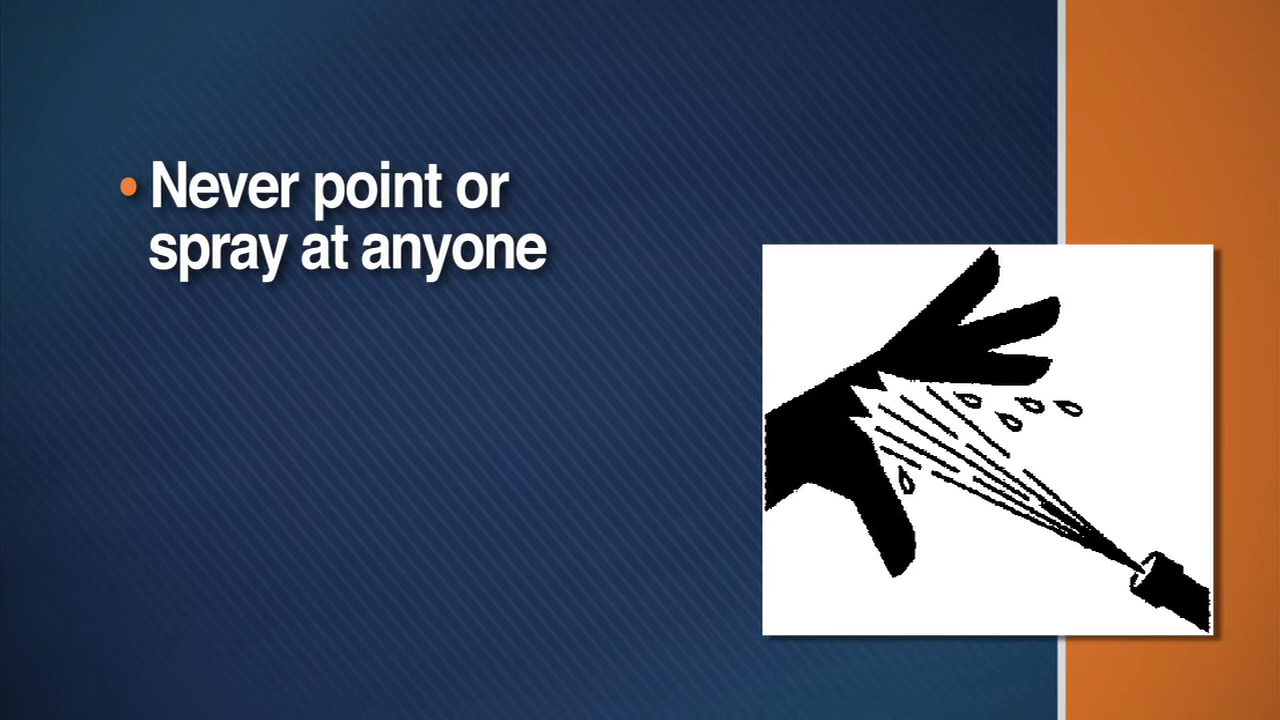 • Never point or
spray at anyone